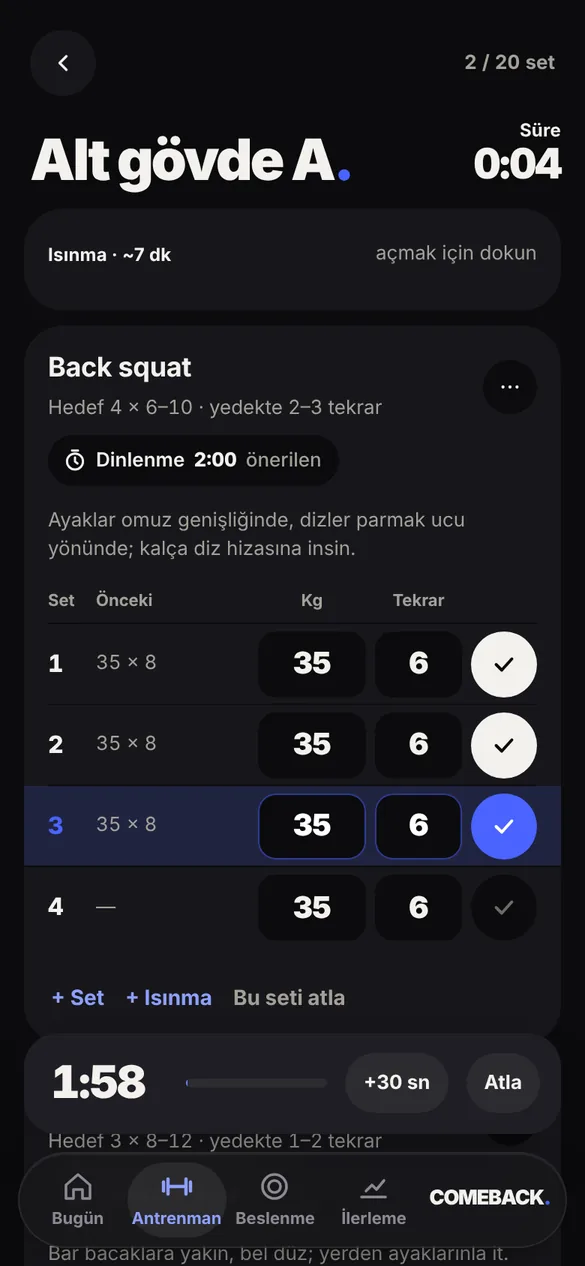 2 / 20 set
Alt gövde A.
Süre
0:04
Isınma · ~7 dk
açmak için dokun
Back squat
Hedef 4 × 6–10 · yedekte 2–3 tekrar
Dinlenme 2:00 önerilen
Ayaklar omuz genişliğinde, dizler parmak ucu
yönünde; kalça diz hizasına insin.
Set Önceki Kg Tekrar
1 35 × 8 35 6
2 35 × 8 35 6
3 35 × 8 35 6
4 — 35 6
+ Set + Isınma Bu seti atla
1:58 +30 sn Atla
Hedef 3 × 8–12 · yedekte 1–2 tekrar
Bugün Antrenman Beslenme İlerleme COMEBACK.
Bar bacaklara yakın, bel düz; yerden ayaklarınla it.